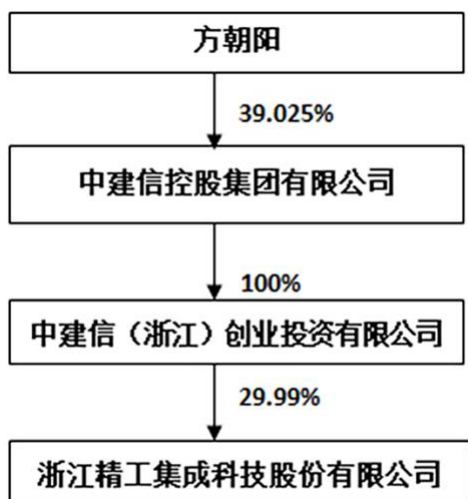 方朝阳
39.025%
中建信控股集团有限公司
100%
中建信（浙江）创业投资有限公司
29.99%
浙江精工集成科技股份有限公司